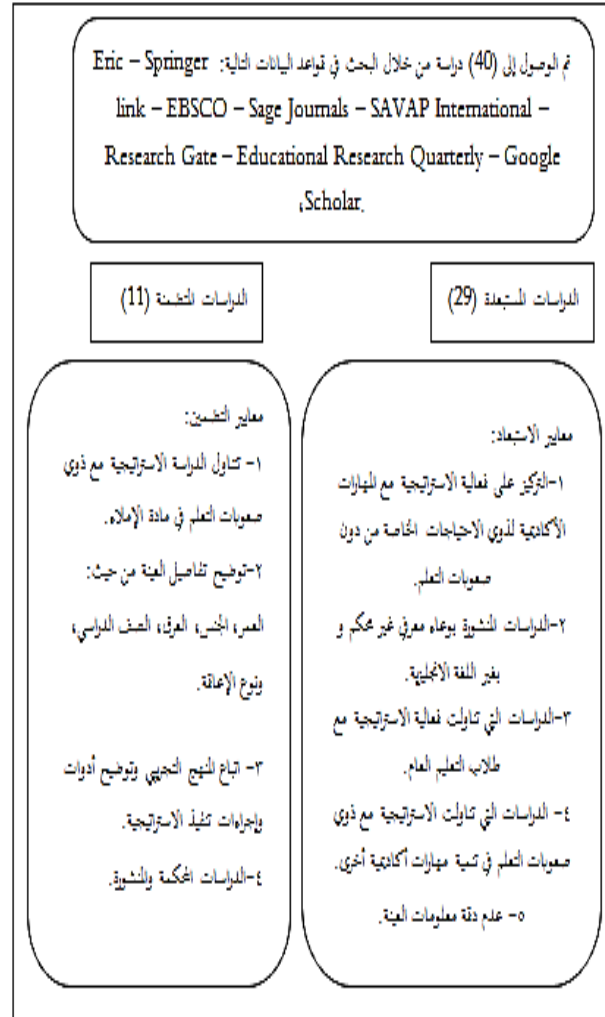 تم الوصول إلى (40) دراسة من خلال البحث في قواعد البيانات التالية: Eric – Springer
link – EBSCO – Sage Journals – SAVAP International –
Research Gate – Educational Research Quarterly – Google
،Scholar.
الدراسات المستبعدة (29)
الدراسات المتضمنة (11)
معايير الاستبعاد:
١-التركيز على فعالية الاستراتيجية مع المهارات
الأكاديمية لذوي الاحتياجات الخاصة من دون
صعوبات التعلم.
٢-الدراسات المنشورة بوعاء معرفي غير محكم و
بغير اللغة الانجليزية.
٣-الدراسات التي تناولت فعالية الاستراتيجية مع
طلاب التعليم العام.
٤- الدراسات التي تناولت الاستراتيجية مع ذوي
صعوبات التعلم في تنمية مهارات أكاديمية أخرى.
٥- عدم دقة معلومات العينة.
معايير التضمين:
١- تتناول الدراسة الاستراتيجية مع ذوي
صعوبات التعلم في مادة الإملاء.
٢-توضيح تفاصيل العينة من حيث:
العمر، الجنس، العرق، الصف الدراسي،
ونوع الإعاقة.
٣- اتباع المنهج التجريبي وتوضيح أدوات
وإجراءات تنفيذ الاستراتيجية.
٤-الدراسات المحكمة والمنشورة.